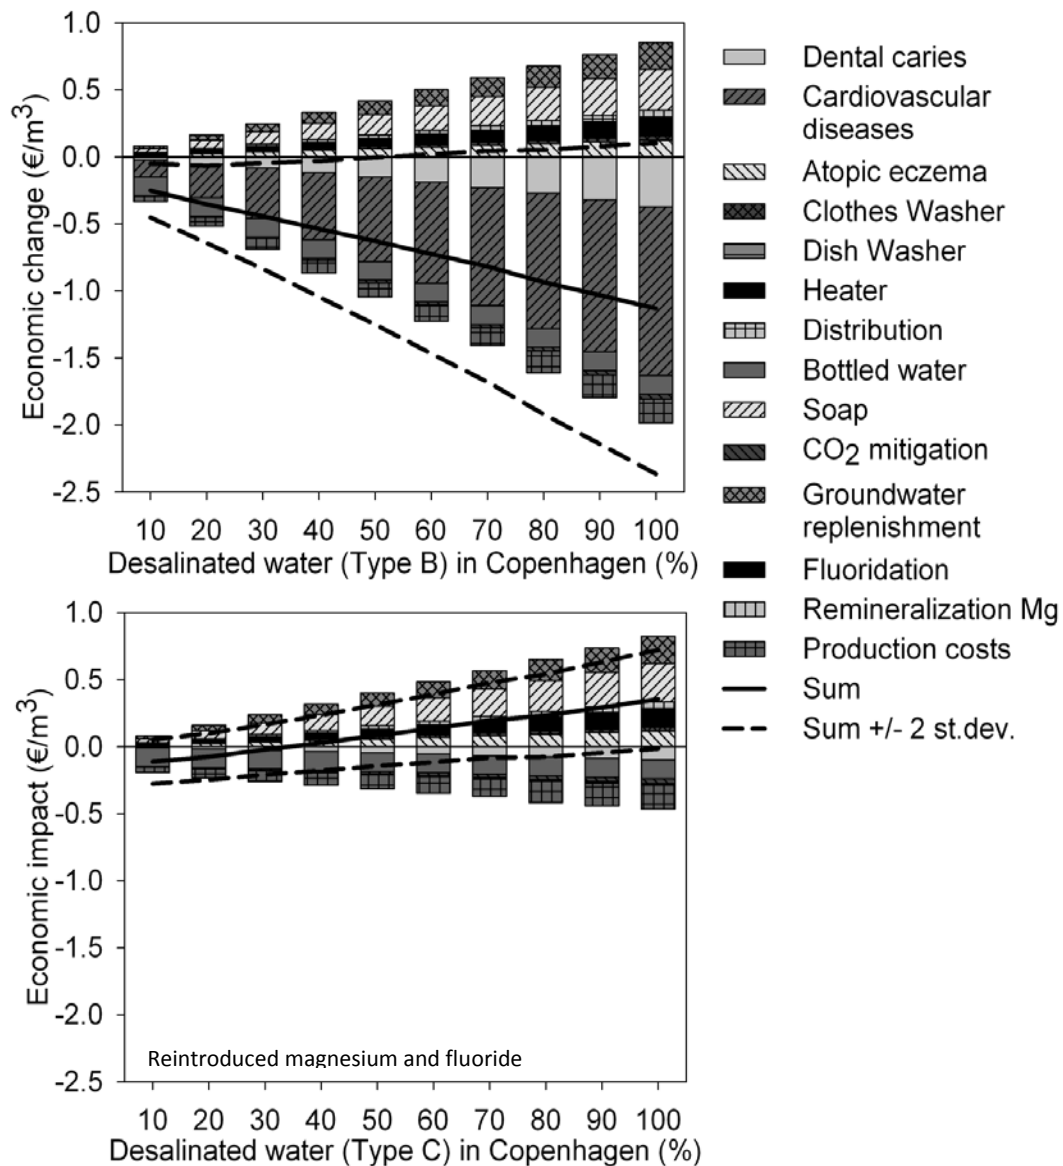 1.0
0.5
0.0
-0.5
-1.0
-1.5
-2.0
-2.5
Economic change (€/m³)
10 20 30 40 50 60 70 80 90 100
Desalinated water (Type B) in Copenhagen (%)
Dental caries
Cardiovascular
diseases
Atopic eczema
Clothes Washer
Dish Washer
Heater
Distribution
Bottled water
Soap
CO₂ mitigation
Groundwater
replenishment
Fluoridation
Remineralization Mg
Production costs
Sum
Sum +/- 2 st.dev.
1.0
0.5
0.0
-0.5
-1.0
-1.5
-2.0
-2.5
Economic impact (€/m³)
Reintroduced magnesium and fluoride
10 20 30 40 50 60 70 80 90 100
Desalinated water (Type C) in Copenhagen (%)